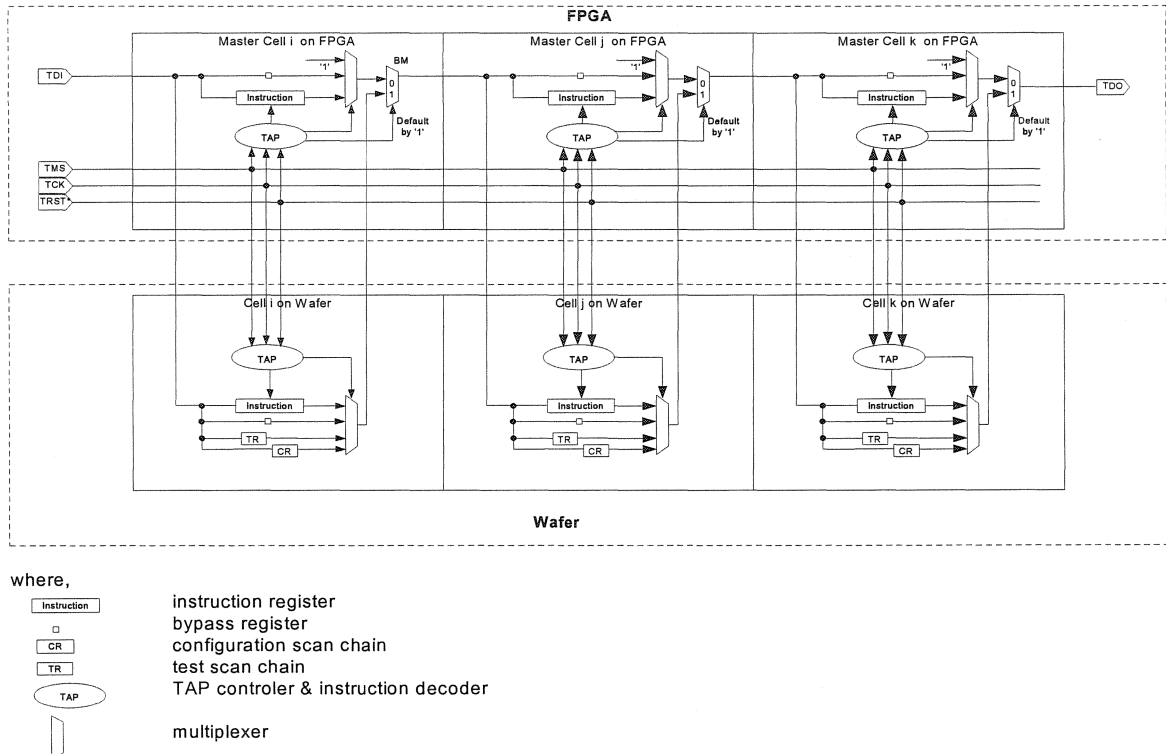 FPGA
Master Cell i on FPGA
Master Cell j on FPGA
Master Cell k on FPGA
'1'
BM
'1'
'1'
TDI
0
1
0
1
0
1
TDO
Instruction
Instruction
Instruction
Default
by '1'
Default
by '1'
Default
by '1'
TAP
TAP
TAP
TMS
TCK
TRST*
Cell i on Wafer
Cell j on Wafer
Cell k on Wafer
TAP
TAP
TAP
Instruction
Instruction
Instruction
TR
TR
TR
CR
CR
CR
Wafer
where,
Instruction
instruction register
bypass register
CR
configuration scan chain
TR
test scan chain
TAP
TAP controler & instruction decoder
multiplexer